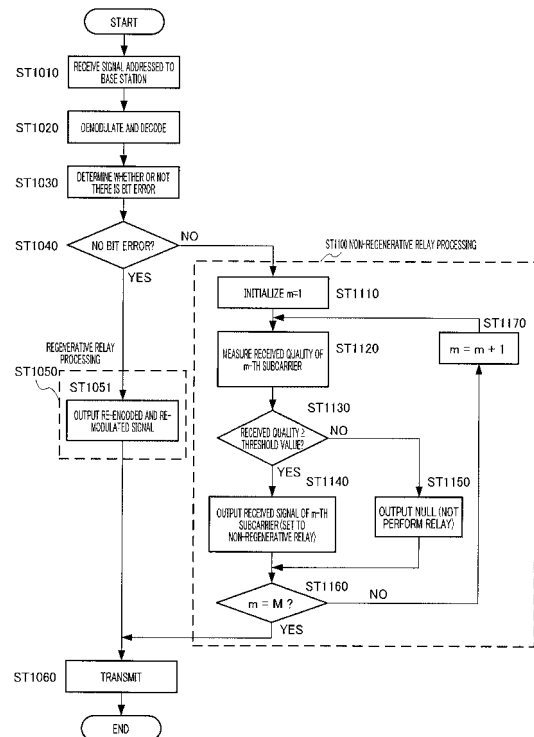 START
ST1010
RECEIVE SIGNAL ADDRESSED TO
BASE STATION
ST1020
DEMODULATE AND DECODE
ST1030
DETERMINE WHETHER OR NOT
THERE IS BIT ERROR
ST1040
NO BIT ERROR?
NO
YES
ST1100 NON-REGENERATIVE RELAY PROCESSING
INITIALIZE m=1
ST1110
ST1170
m = m + 1
MEASURE RECEIVED QUALITY OF
m-TH SUBCARRIER
ST1120
REGENERATIVE RELAY
PROCESSING
ST1050
ST1051
OUTPUT RE-ENCODED AND RE-
MODULATED SIGNAL
ST1130
RECEIVED QUALITY ≥
THRESHOLD VALUE?
NO
YES
ST1140
OUTPUT RECEIVED SIGNAL OF m-TH
SUBCARRIER (SET TO
NON-REGENERATIVE RELAY)
ST1150
OUTPUT NULL (NOT
PERFORM RELAY)
ST1160
m = M ?
NO
YES
ST1060
TRANSMIT
END